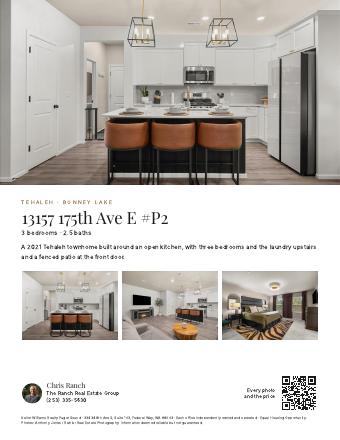 TEHALEH · BONNEY LAKE
13157 175th Ave E #P2
3 bedrooms · 2.5 baths
A 2021 Tehaleh townhome built around an open kitchen, with three bedrooms and the laundry upstairs
and a fenced patio at the front door.
Chris Ranch
The Ranch Real Estate Group
(253) 335-5438
Every photo
and the price